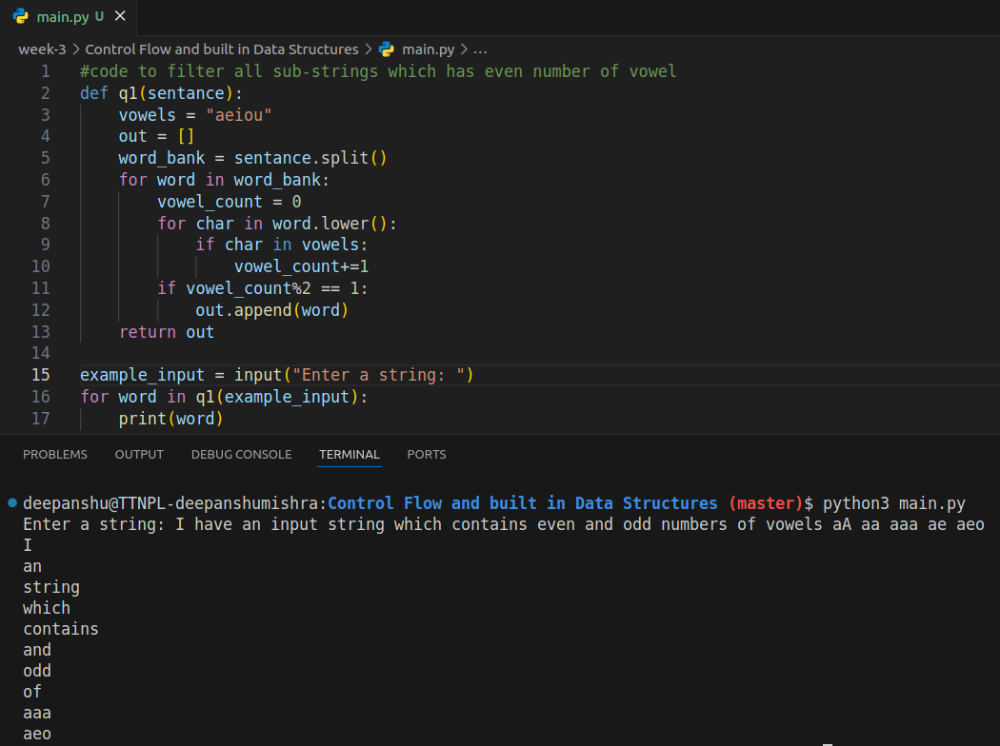 main.py U ×
week-3 > Control Flow and built in Data Structures > main.py > ...
1 #code to filter all sub-strings which has even number of vowel
2 def q1(sentance):
3     vowels = "aeiou"
4     out = []
5     word_bank = sentance.split()
6     for word in word_bank:
7         vowel_count = 0
8         for char in word.lower():
9             if char in vowels:
10                 vowel_count+=1
11         if vowel_count%2 == 1:
12             out.append(word)
13     return out
14
15 example_input = input("Enter a string: ")
16 for word in q1(example_input):
17     print(word)
PROBLEMS OUTPUT DEBUG CONSOLE TERMINAL PORTS
deepanshu@TTNPL-deepanshumishra:Control Flow and built in Data Structures (master)$ python3 main.py
Enter a string: I have an input string which contains even and odd numbers of vowels aA aa aaa ae aeo
I
an
string
which
contains
and
odd
of
aaa
aeo